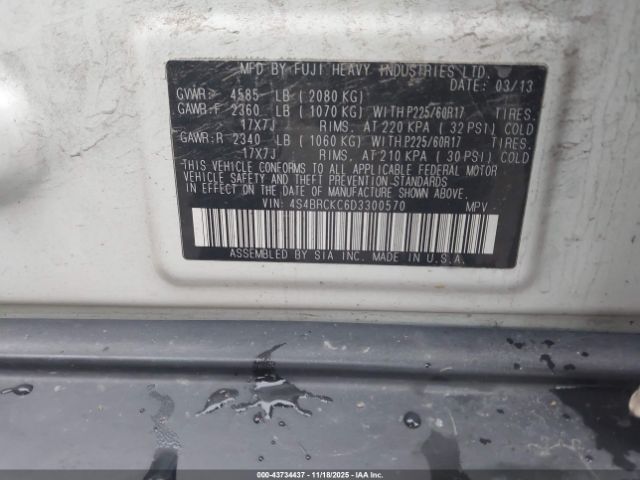 MFD BY FUJI HEAVY INDUSTRIES LTD.
DATE: 03/13
GVWR: 4585 LB (2080 KG)
GAWR:F 2360 LB (1070 KG) WITH P225/60R17 TIRES.
17X7J RIMS. AT 220 KPA (32 PSI) COLD
GAWR:R 2340 LB (1060 KG) WITH P225/60R17 TIRES.
17X7J RIMS. AT 210 KPA (30 PSI) COLD
THIS VEHICLE CONFORMS TO ALL APPLICABLE FEDERAL MOTOR
VEHICLE SAFETY AND THEFT PREVENTION STANDARDS
IN EFFECT ON THE DATE OF MANUFACTURE SHOWN ABOVE.
VIN: 4S4BRCKC6D3300570 MPV
ASSEMBLED BY SIA INC. MADE IN U.S.A.
000-43734437 - 11/18/2025 - IAAI.COM